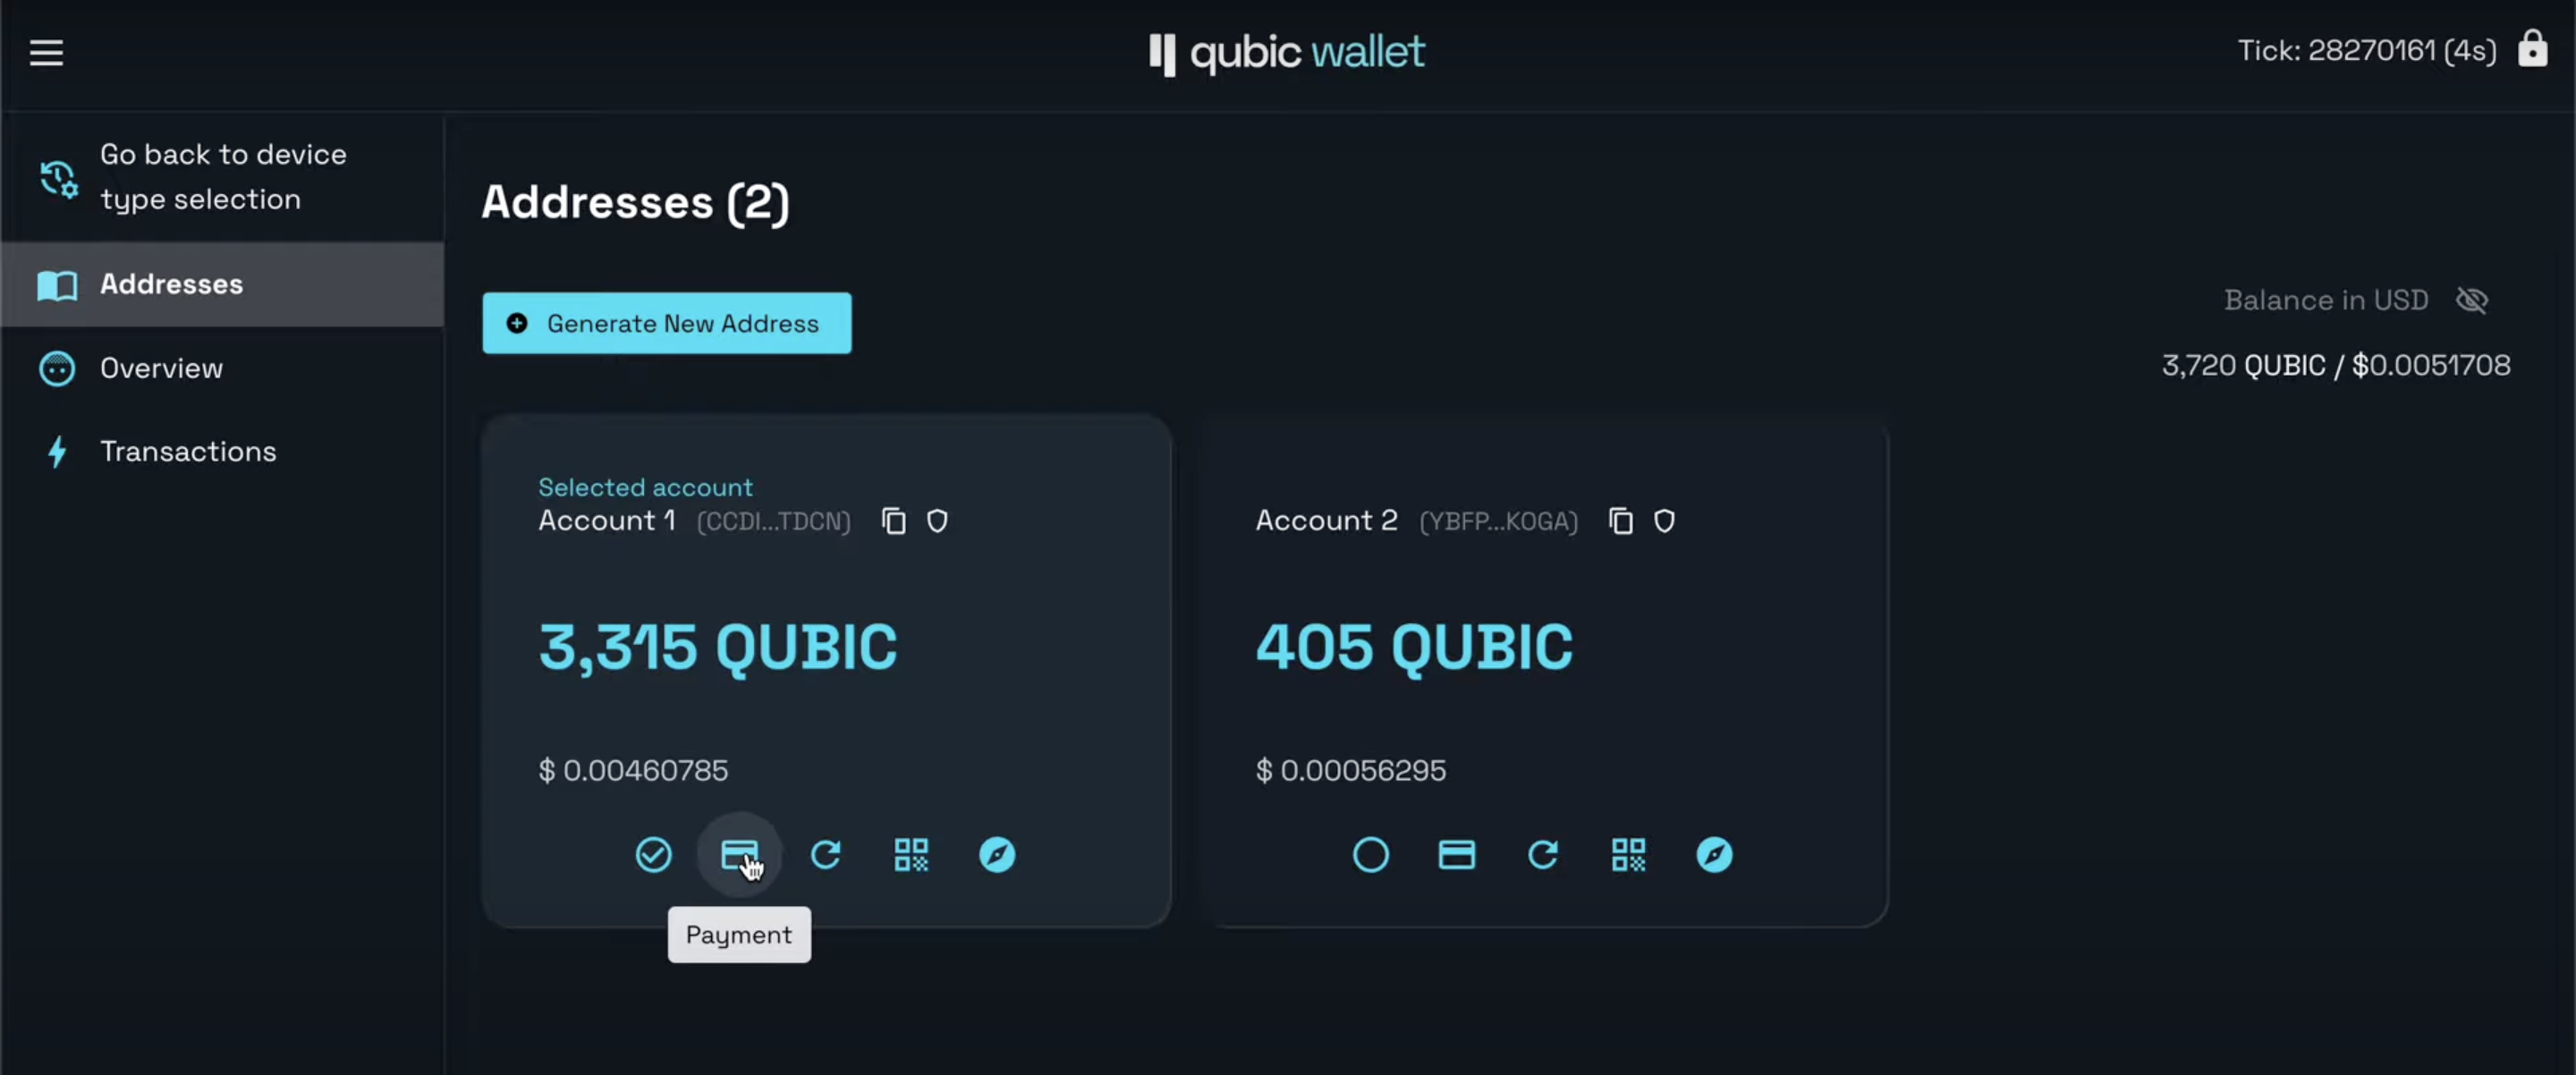 qubic wallet
Tick: 28270161 (4s)
Go back to device
type selection
Addresses
Overview
Transactions
Addresses (2)
Generate New Address
Balance in USD
3,720 QUBIC / $0.0051708
Selected account
Account 1 (CCDI...TDCN)
3,315 QUBIC
$ 0.00460785
Payment
Account 2 (YBFP...KOGA)
405 QUBIC
$ 0.00056295